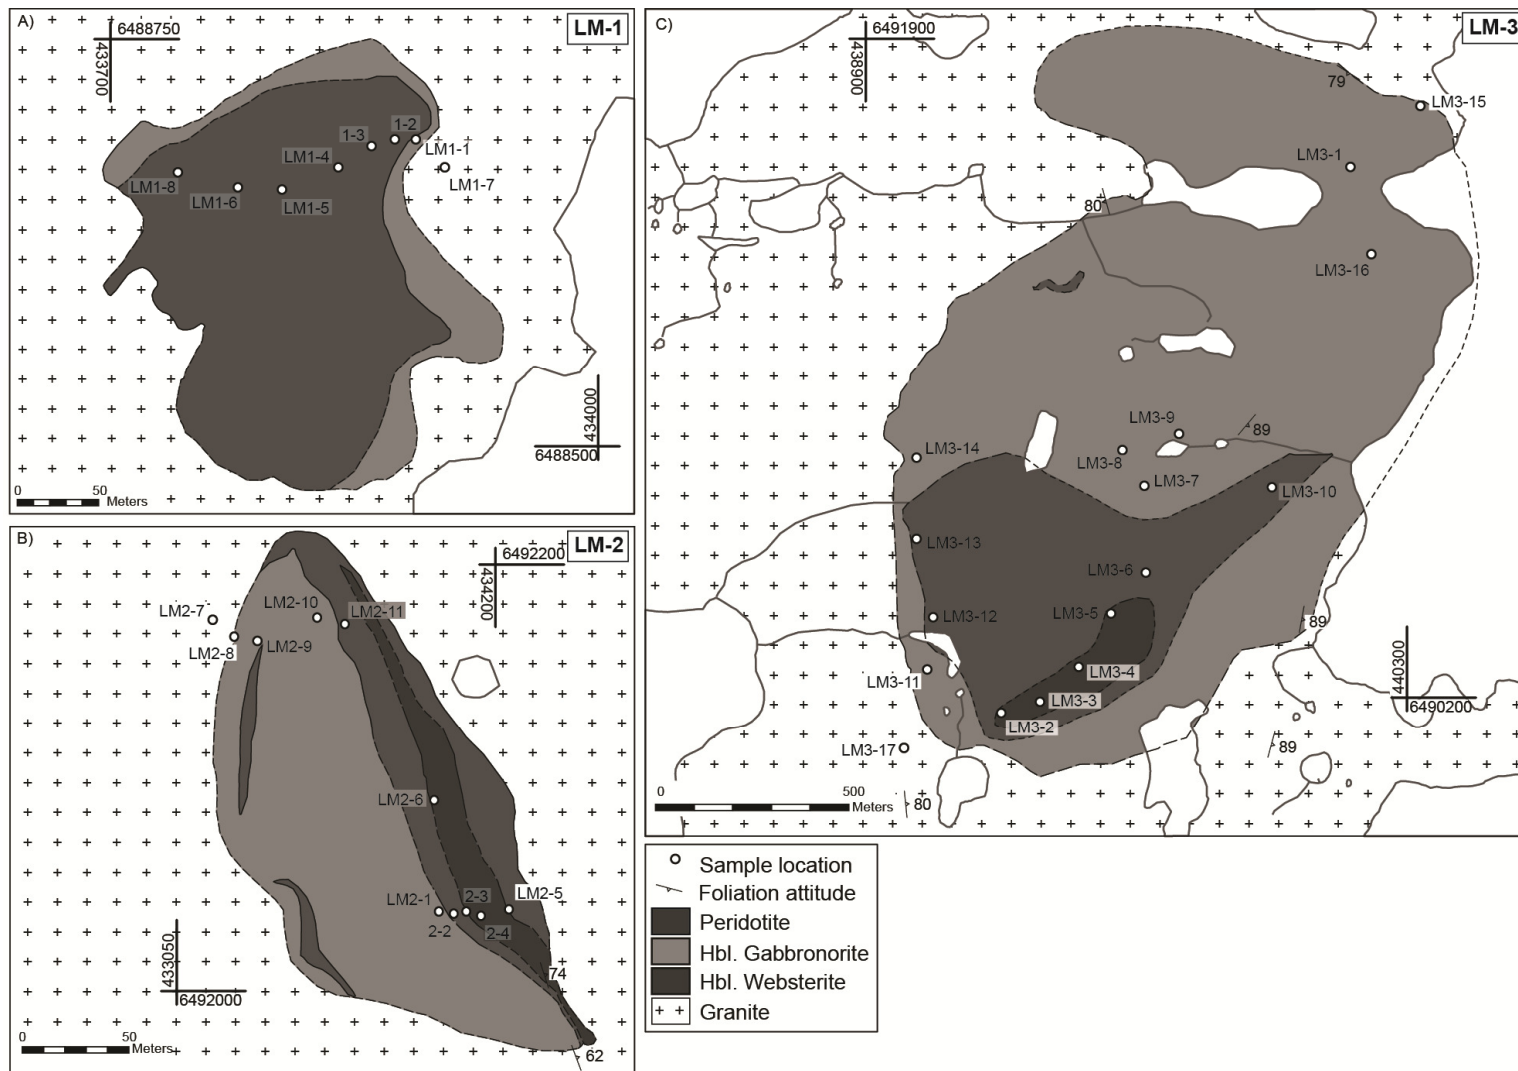 A)
6488750
433700
LM-1
1-3
1-2
LM1-4
LM1-1
LM1-7
LM1-8
LM1-6
LM1-5
434000
6488500
0
50
Meters
B)
LM-2
6492200
434200
LM2-7
LM2-10
LM2-11
LM2-8
LM2-9
LM2-6
LM2-1
2-3
LM2-5
2-2
2-4
74
433050
6492000
0
50
Meters
62
C)
6491900
438900
LM-3
79
LM3-15
LM3-1
80
LM3-16
LM3-9
89
LM3-14
LM3-8
LM3-7
LM3-10
LM3-13
LM3-6
LM3-5
LM3-12
89
LM3-4
LM3-11
LM3-3
440300
6490200
LM3-2
LM3-17
89
80
0
500
Meters
Sample location
Foliation attitude
Peridotite
Hbl. Gabbronorite
Hbl. Websterite
Granite